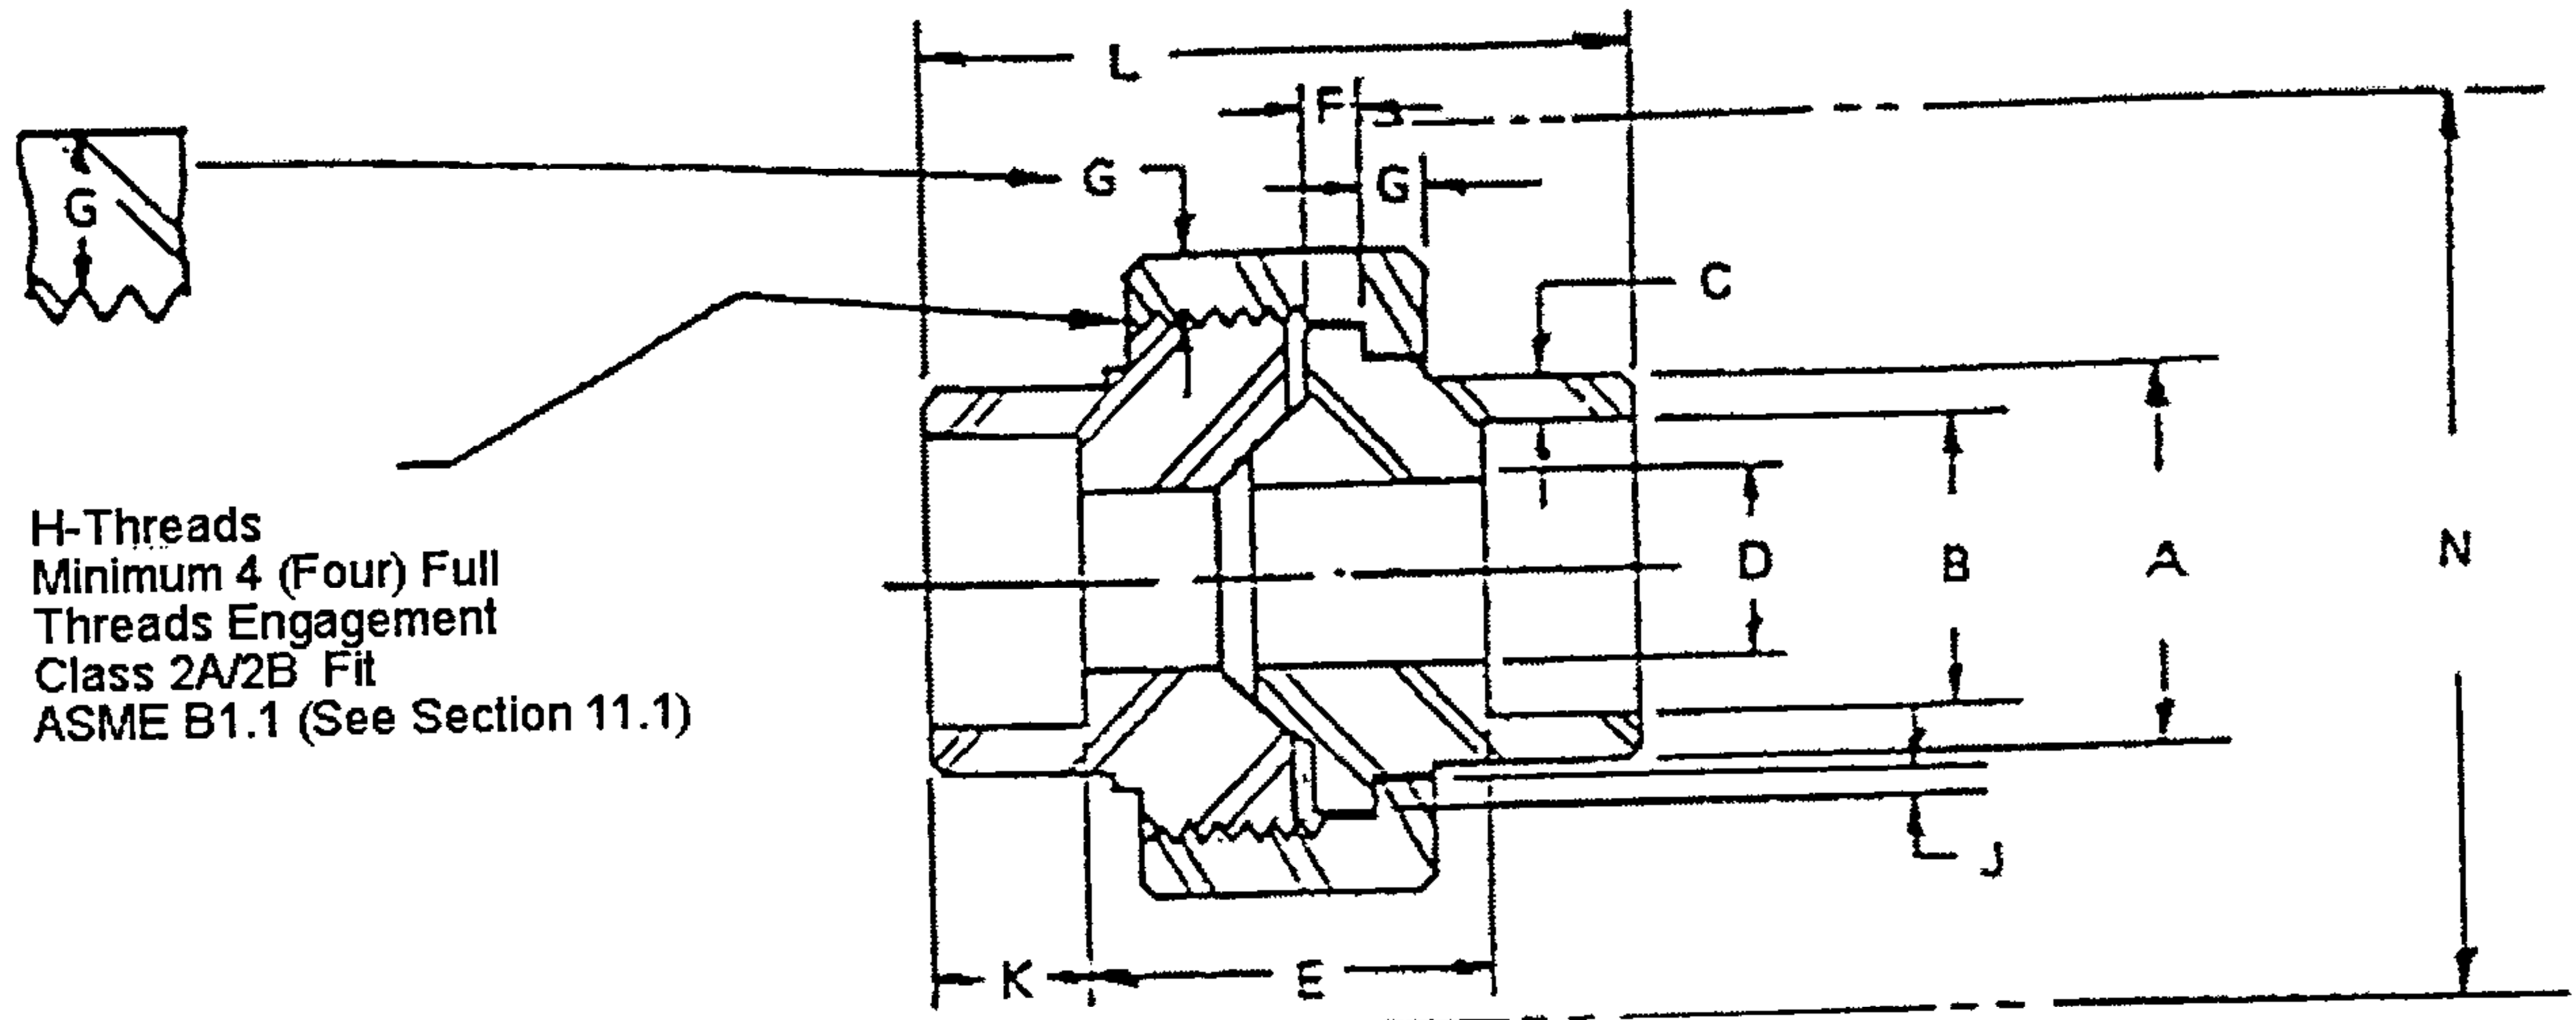 L
F
G
G
G
C
H-Threads
Minimum 4 (Four) Full
Threads Engagement
Class 2A/2B Fit
ASME B1.1 (See Section 11.1)
D
B
A
N
J
K
E